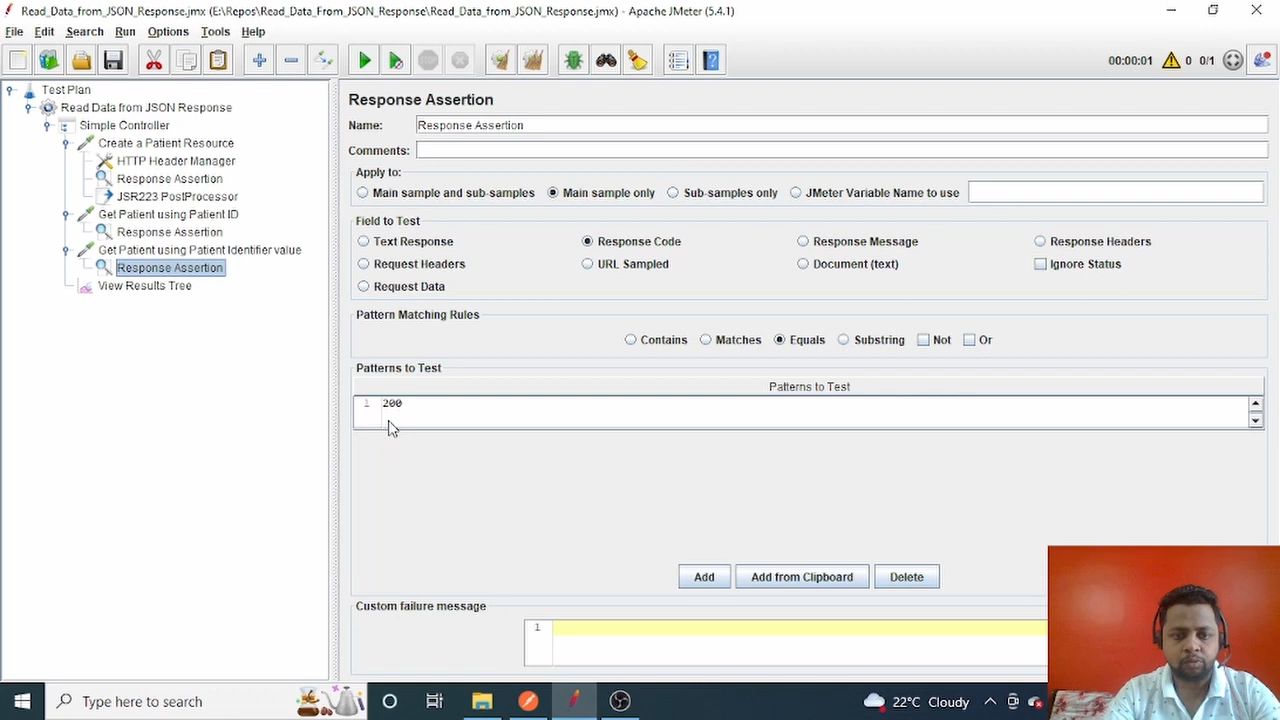 Read_Data_from_JSON_Response.jmx (E:\Repos\Read_Data_From_JSON_Response\Read_Data_from_JSON_Response.jmx) - Apache JMeter (5.4.1)
File Edit Search Run Options Tools Help
00:00:01 0 0/1
Test Plan
Read Data from JSON Response
Simple Controller
Create a Patient Resource
HTTP Header Manager
Response Assertion
JSR223 PostProcessor
Get Patient using Patient ID
Response Assertion
Get Patient using Patient Identifier value
Response Assertion
View Results Tree
Response Assertion
Name: Response Assertion
Comments:
Apply to:
Main sample and sub-samples Main sample only Sub-samples only JMeter Variable Name to use
Field to Test
Text Response Response Code Response Message Response Headers
Request Headers URL Sampled Document (text) Ignore Status
Request Data
Pattern Matching Rules
Contains Matches Equals Substring Not Or
Patterns to Test
Patterns to Test
1 200
Add Add from Clipboard Delete
Custom failure message
1
Type here to search 22°C Cloudy